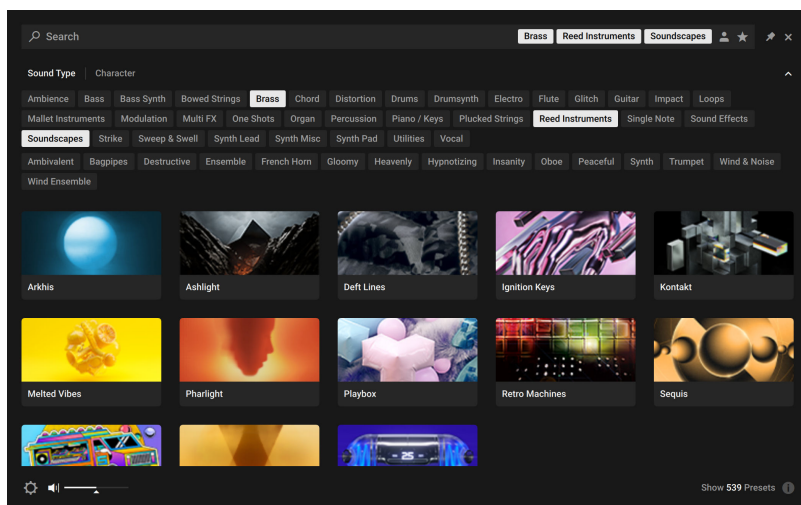 Search Brass Reed Instruments Soundscapes
Sound Type Character
Ambience Bass Bass Synth Bowed Strings Brass Chord Distortion Drums Drumsynth Electro Flute Glitch Guitar Impact Loops
Mallet Instruments Modulation Multi FX One Shots Organ Percussion Piano / Keys Plucked Strings Reed Instruments Single Note Sound Effects
Soundscapes Strike Sweep & Swell Synth Lead Synth Misc Synth Pad Utilities Vocal
Ambivalent Bagpipes Destructive Ensemble French Horn Gloomy Heavenly Hypnotizing Insanity Oboe Peaceful Synth Trumpet Wind & Noise
Wind Ensemble
Arkhis Ashlight Deft Lines Ignition Keys Kontakt
Melted Vibes Pharlight Playbox Retro Machines Sequis
- 25 -
Show 539 Presets